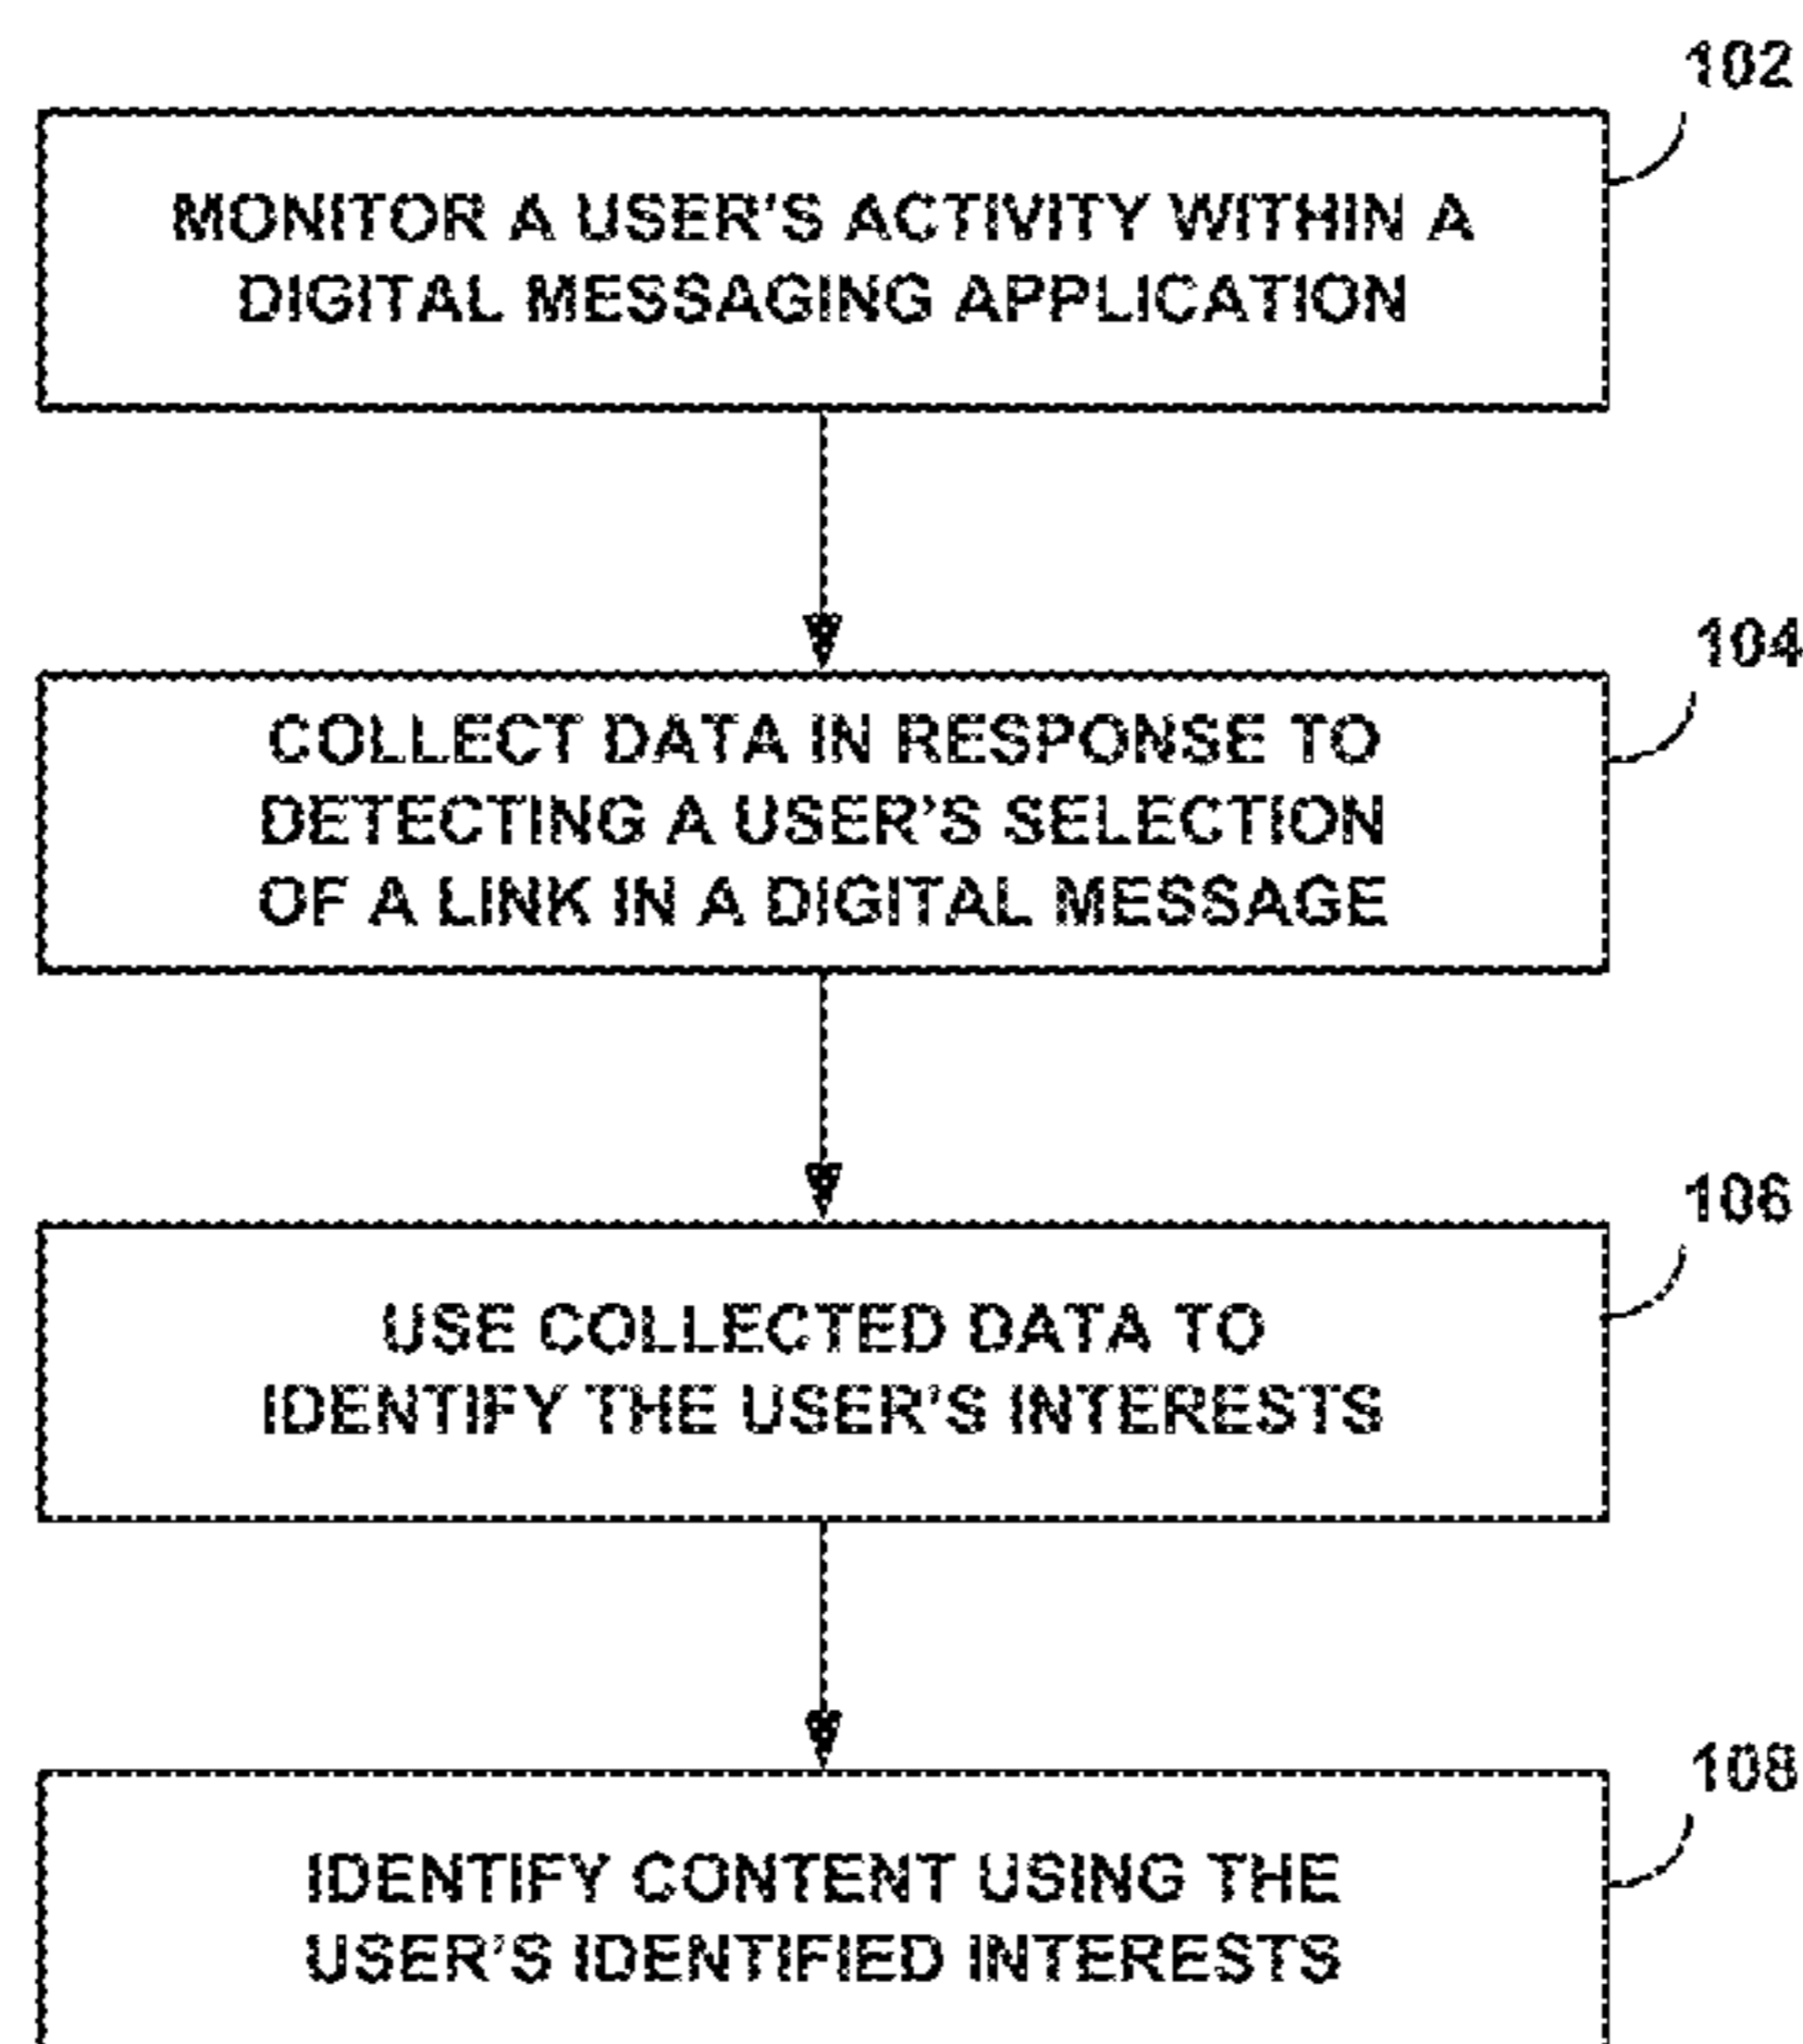 102
MONITOR A USER'S ACTIVITY WITHIN A
DIGITAL MESSAGING APPLICATION
104
COLLECT DATA IN RESPONSE TO
DETECTING A USER'S SELECTION
OF A LINK IN A DIGITAL MESSAGE
106
USE COLLECTED DATA TO
IDENTIFY THE USER'S INTERESTS
108
IDENTIFY CONTENT USING THE
USER'S IDENTIFIED INTERESTS